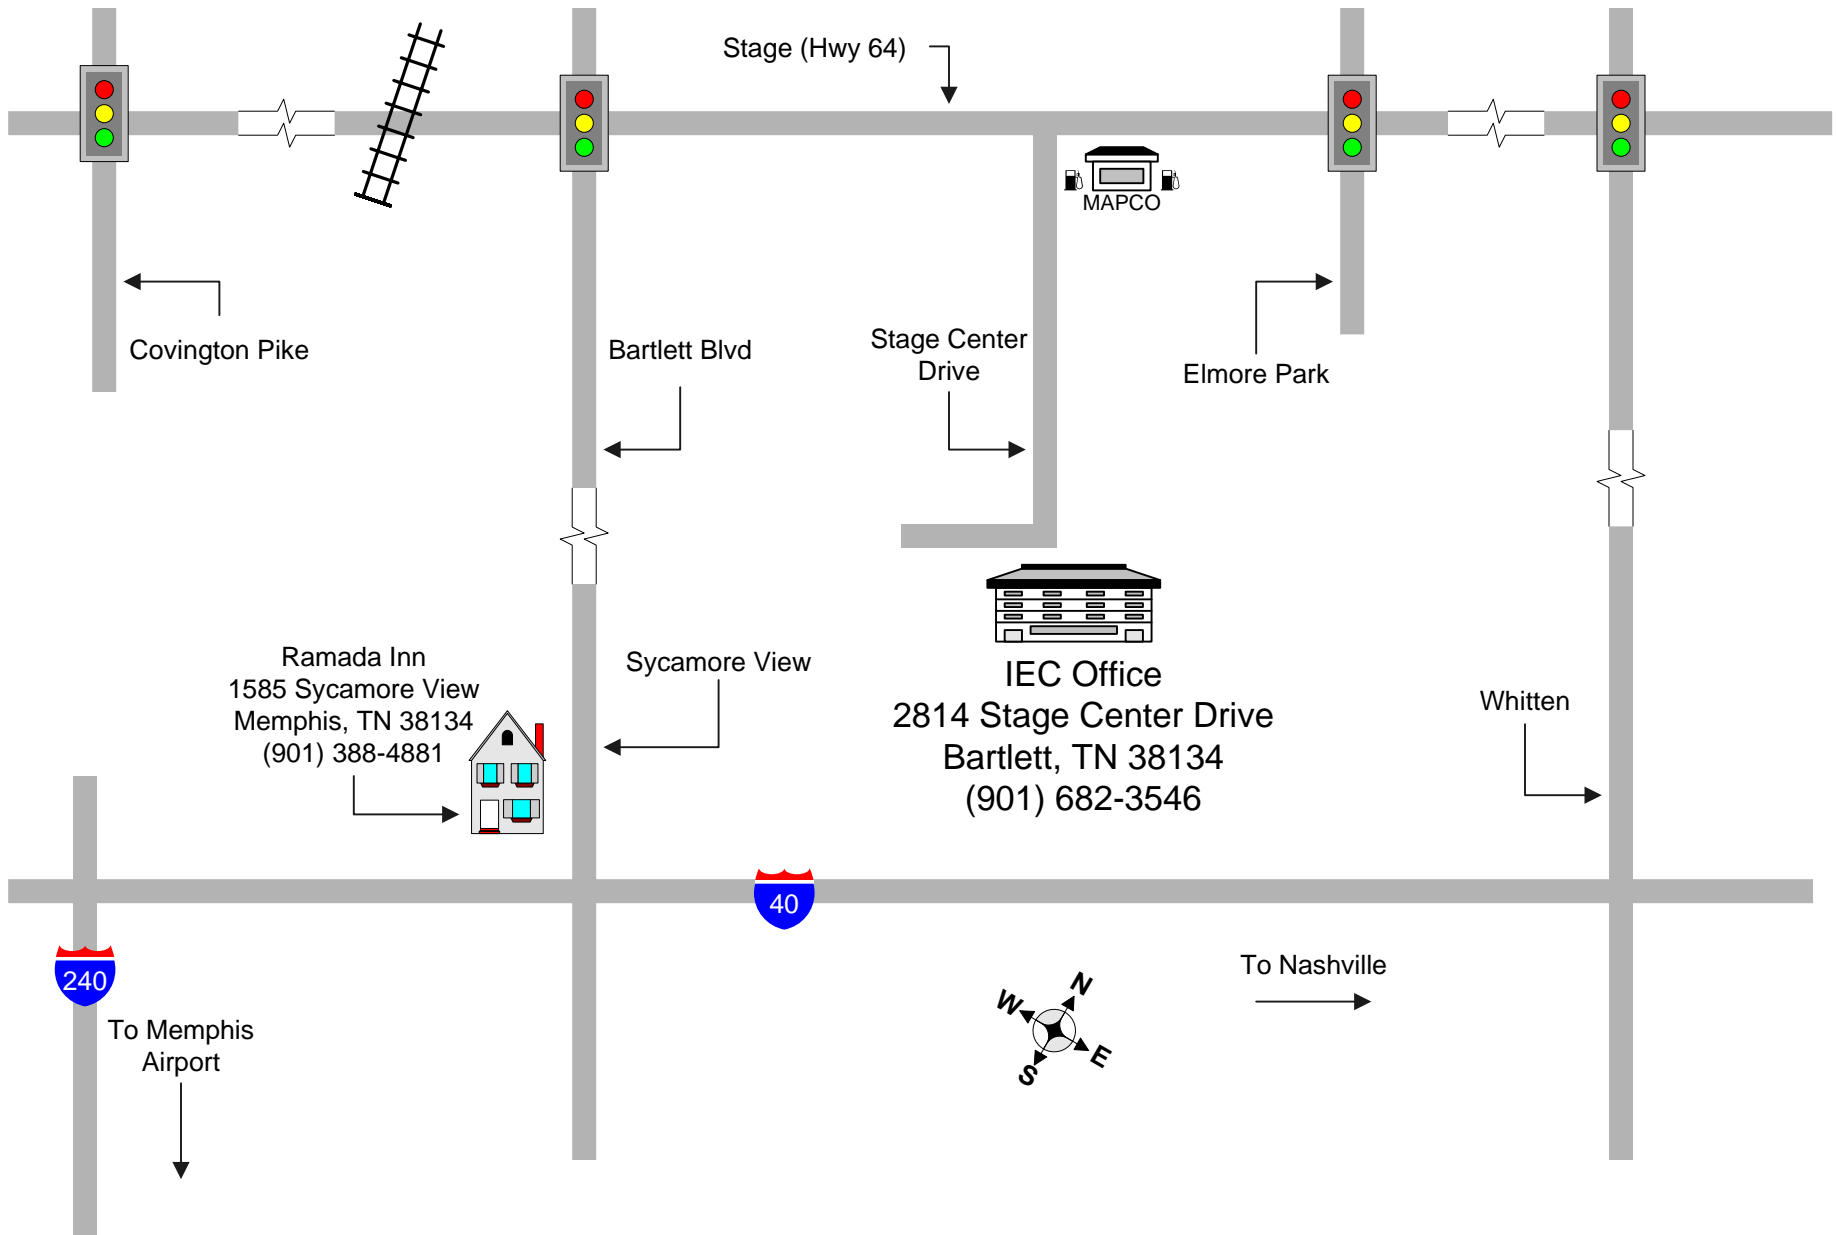 Stage (Hwy 64)
MAPCO
Covington Pike
Bartlett Blvd
Stage Center
Drive
Elmore Park
Ramada Inn
1585 Sycamore View
Memphis, TN 38134
(901) 388-4881
Sycamore View
IEC Office
2814 Stage Center Drive
Bartlett, TN 38134
(901) 682-3546
Whitten
40
240
To Memphis
Airport
To Nashville
N
W
E
S